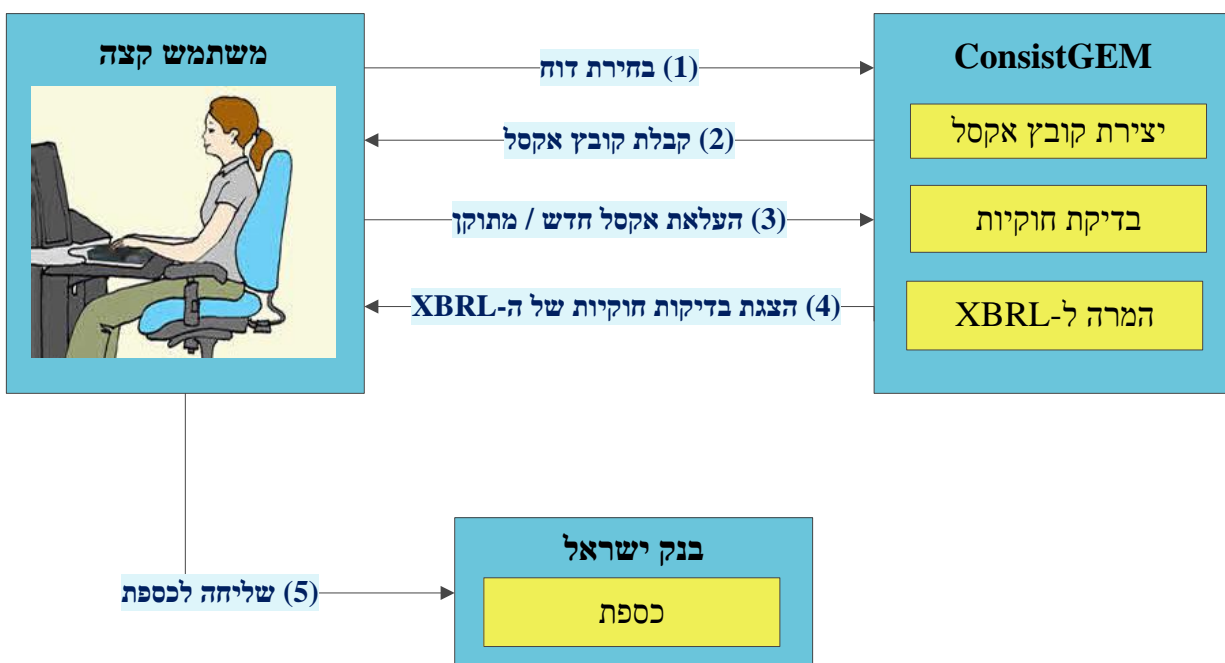 משתמש קצה
(1) בחירת דוח
(2) קבלת קובץ אקסל
(3) העלאת אקסל חדש / מתוקן
(4) הצגת בדיקות חוקיות של ה-XBRL
ConsistGEM
יצירת קובץ אקסל
בדיקת חוקיות
המרה ל-XBRL
(5) שליחה לכספת
בנק ישראל
כספת